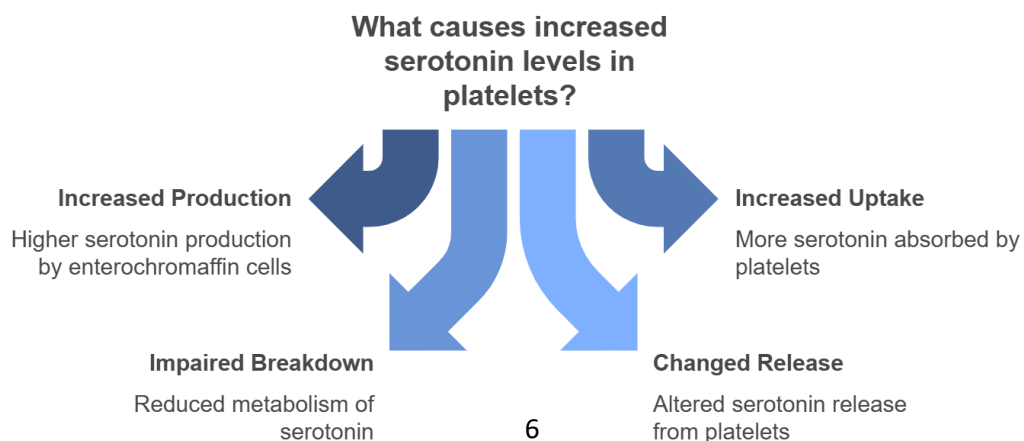 What causes increased
serotonin levels in
platelets?
Increased Production
Higher serotonin production
by enterochromaffin cells
Increased Uptake
More serotonin absorbed by
platelets
Impaired Breakdown
Reduced metabolism of
serotonin
Changed Release
Altered serotonin release
from platelets
6